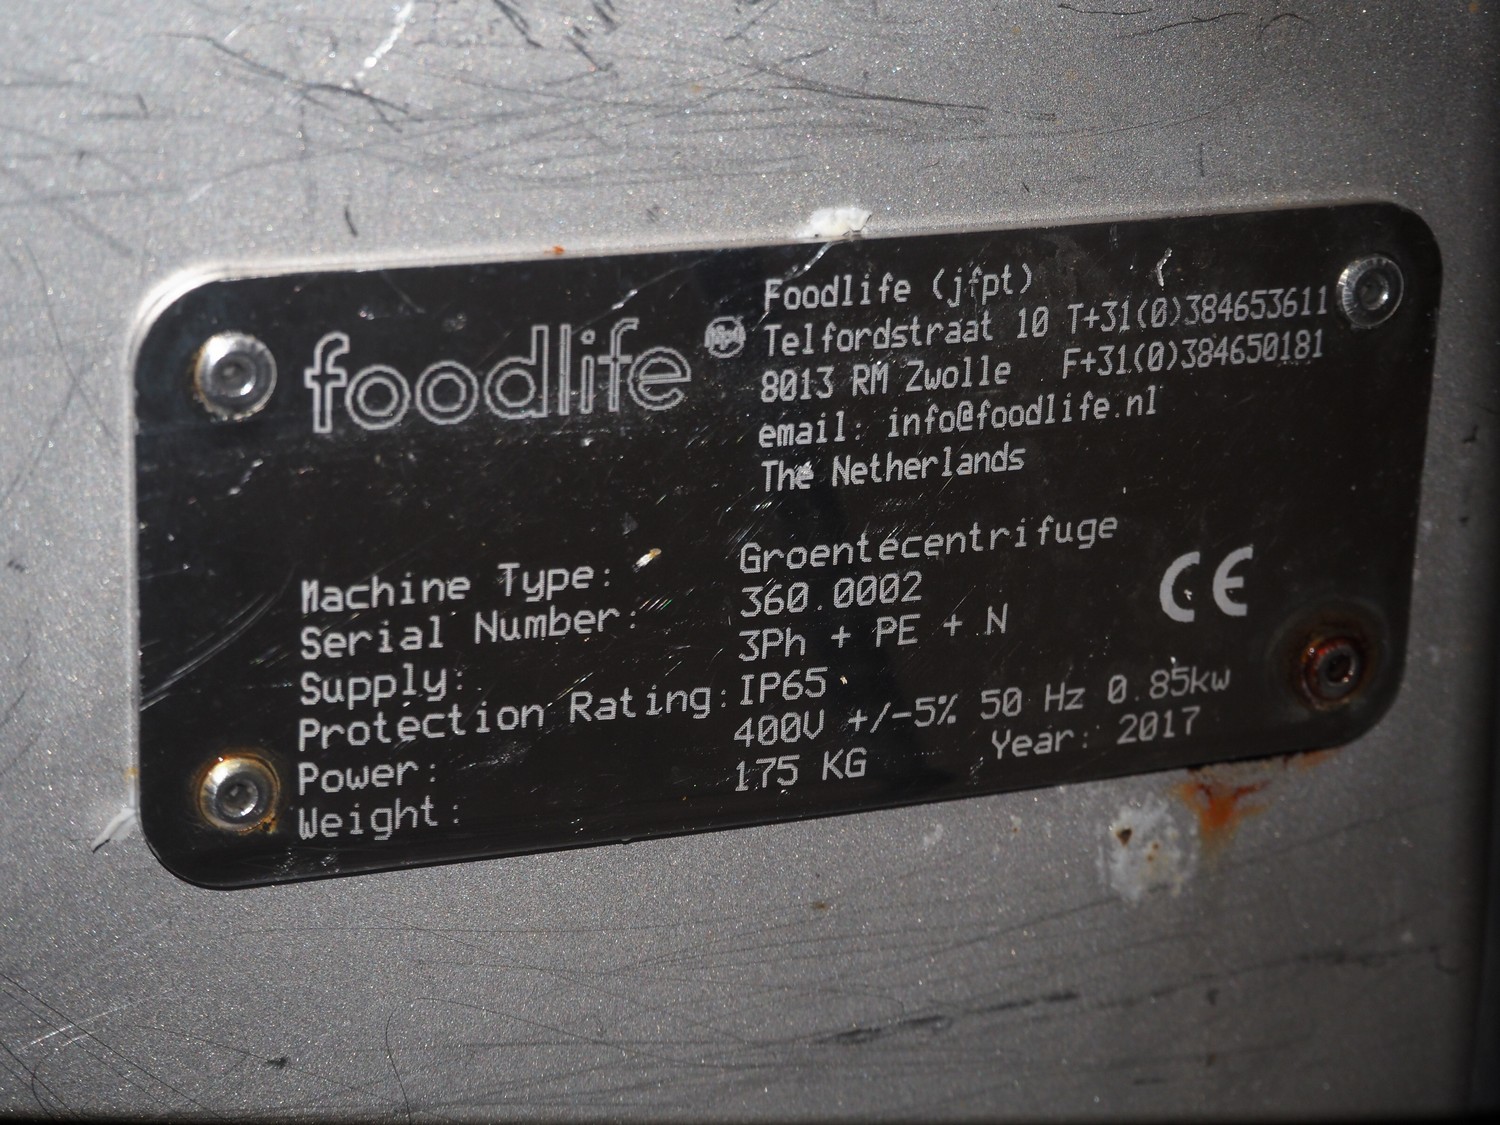 foodlife
Foodlife (jfpt)
Telfordstraat 10 T+31(0)384653611
8013 RM Zwolle F+31(0)384650181
email: info@foodlife.nl
The Netherlands
Machine Type: Groentecentrifuge
Serial Number: 360.0002
Supply: 3Ph + PE + N
Protection Rating: IP65
Power: 400V +/-5% 50 Hz 0.85kw
Weight: 175 KG Year: 2017
CE